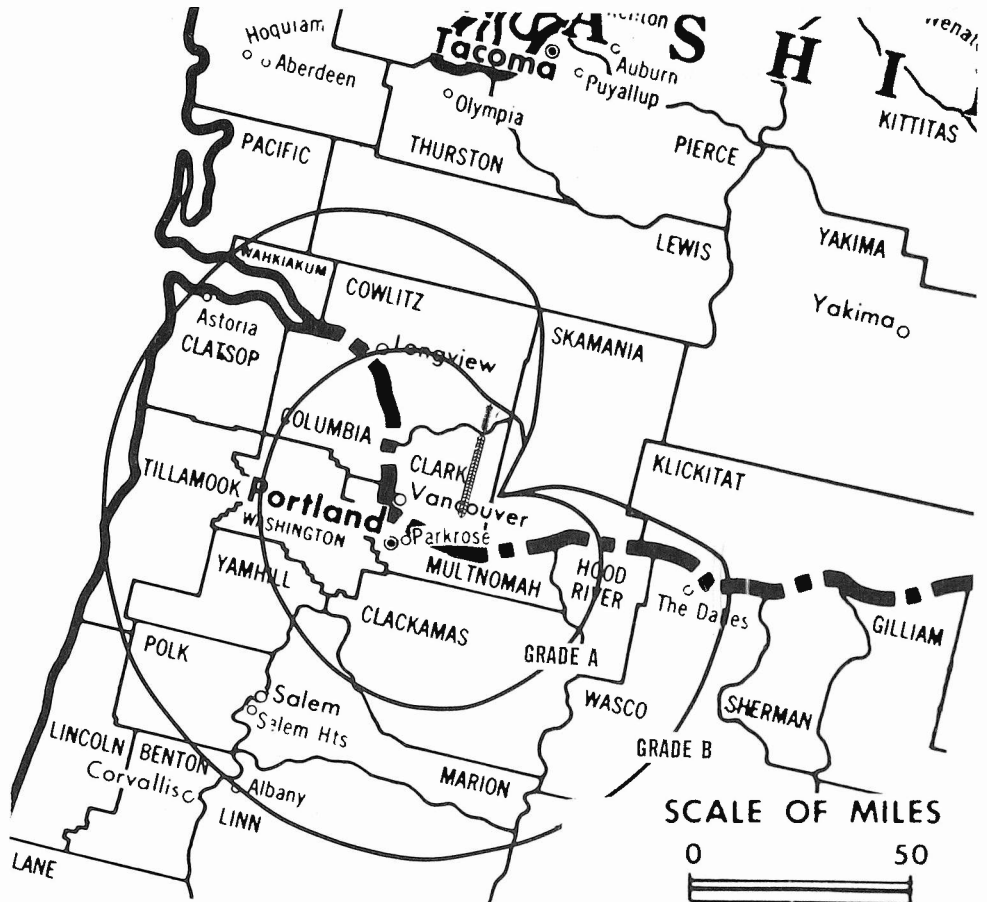 Hoquiam
Aberdeen
Tacoma
A S H I
Auburn
Puyallup
Olympia
KITTITAS
PACIFIC
THURSTON
PIERCE
LEWIS
YAKIMA
WAHKIAKUM
COWLITZ
Yakima
Astoria
CLATSOP
SKAMANIA
Longview
COLUMBIA
CLARK
KLICKITAT
TILLAMOOK
Vancouver
Portland
Parkrose
WASHINGTON
YAMHILL
MULTNOMAH
HOOD
RIVER
The Dalles
CLACKAMAS
GILLIAM
GRADE A
POLK
Salem
WASCO
SHERMAN
Salem Hts
LINCOLN
BENTON
GRADE B
Corvallis
MARION
Albany
LINN
SCALE OF MILES
LANE
0 50